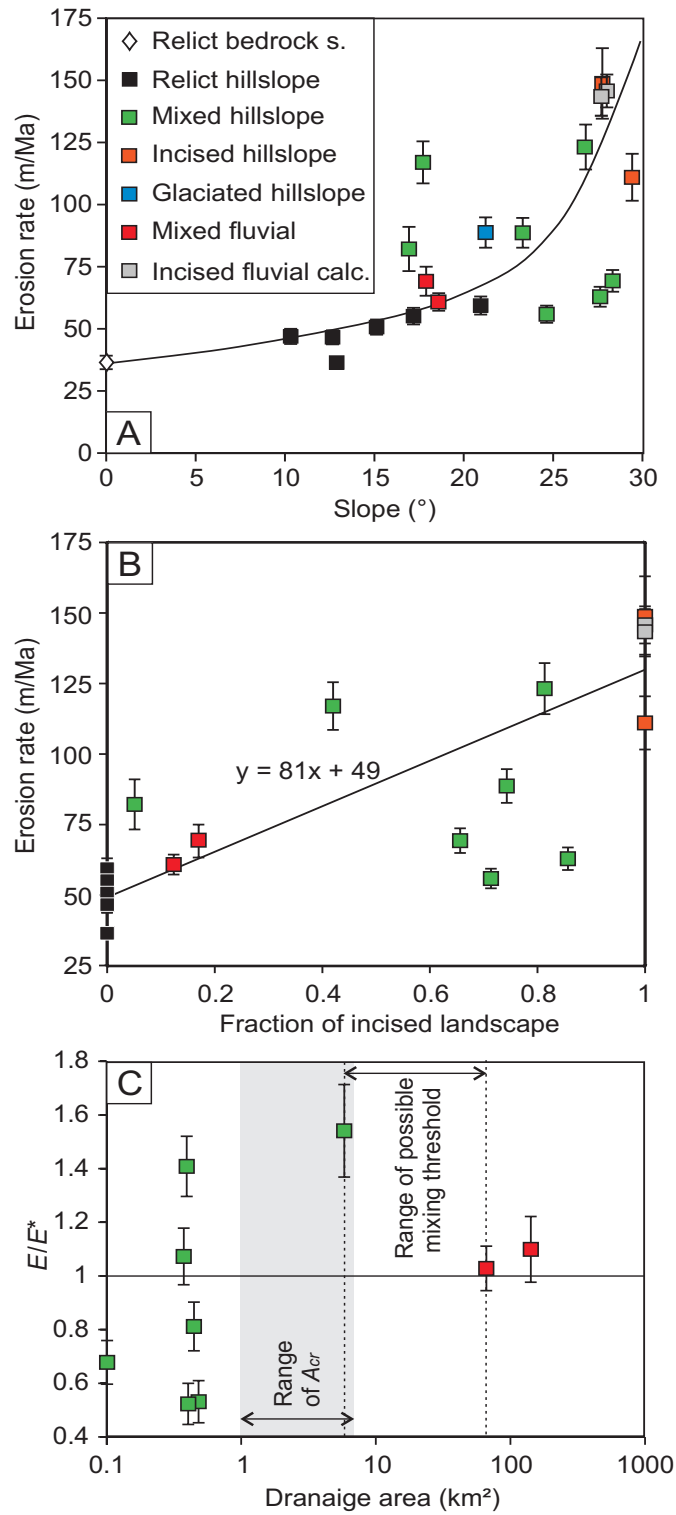 175
150
125
100
75
50
25
0
Erosion rate (m/Ma)
Relict bedrock s.
Relict hillslope
Mixed hillslope
Incised hillslope
Glaciated hillslope
Mixed fluvial
Incised fluvial calc.
A
0 5 10 15 20 25 30
Slope (°)
B
175
150
125
100
75
50
25
Erosion rate (m/Ma)
y = 81x + 49
0 0.2 0.4 0.6 0.8 1
Fraction of incised landscape
C
1.8
1.6
1.4
1.2
1
0.8
0.6
0.4
E/E*
Range of possible
mixing threshold
Range
of Acr
0.1 1 10 100 1000
Dranaige area (km²)